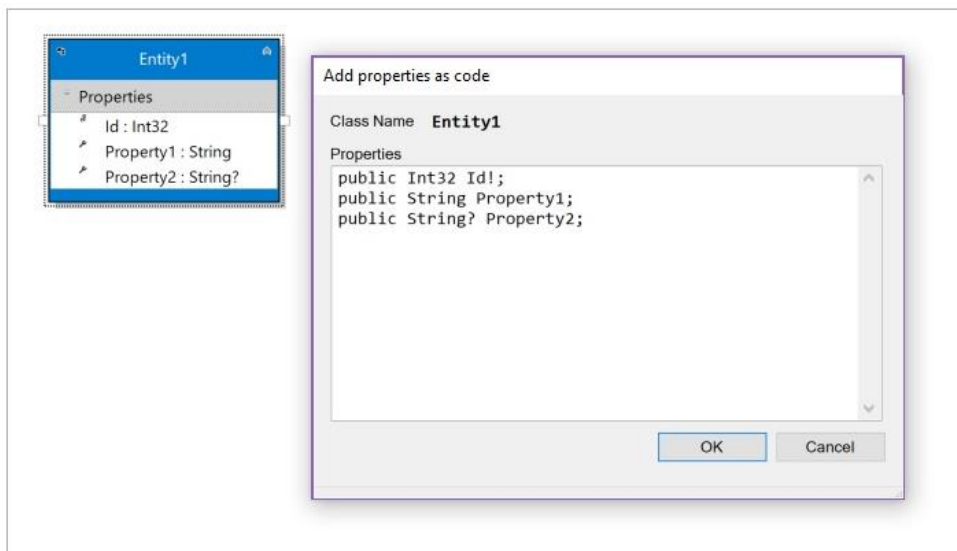 Entity1
Properties
Id : Int32
Property1 : String
Property2 : String?
Add properties as code
Class Name Entity1
Properties
public Int32 Id!;
public String Property1;
public String? Property2;
OK Cancel